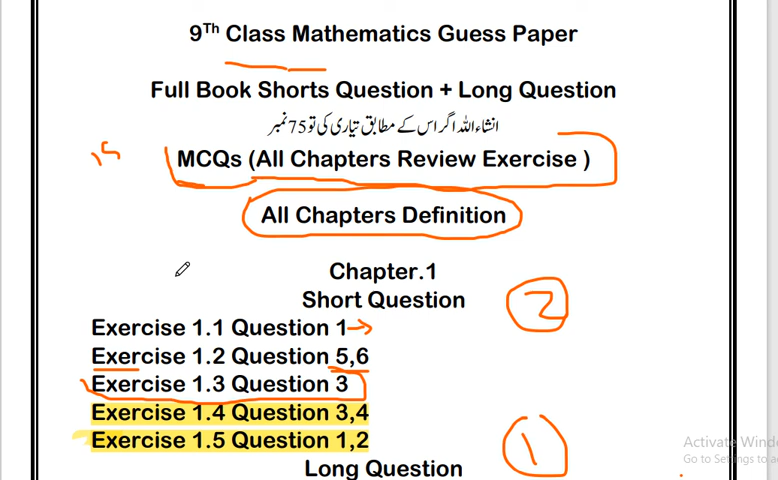 9Th Class Mathematics Guess Paper
Full Book Shorts Question + Long Question
انشاءاللہ اگر اس کے مطابق تیاری کی تو 75 نمبر
15 MCQs (All Chapters Review Exercise )
All Chapters Definition
Chapter.1
Short Question 2
Exercise 1.1 Question 1
Exercise 1.2 Question 5,6
Exercise 1.3 Question 3
Exercise 1.4 Question 3,4
Exercise 1.5 Question 1,2 1
Long Question
Activate Wind
Go to Settings to a